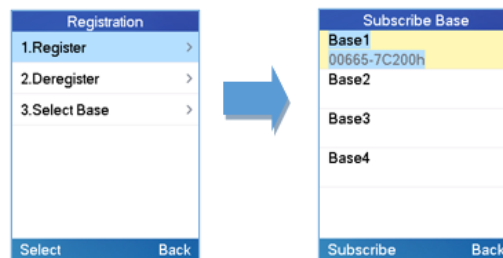 Registration
1.Register
2.Deregister
3.Select Base
Select Back
Subscribe Base
Base1
00665-7C200h
Base2
Base3
Base4
Subscribe Back